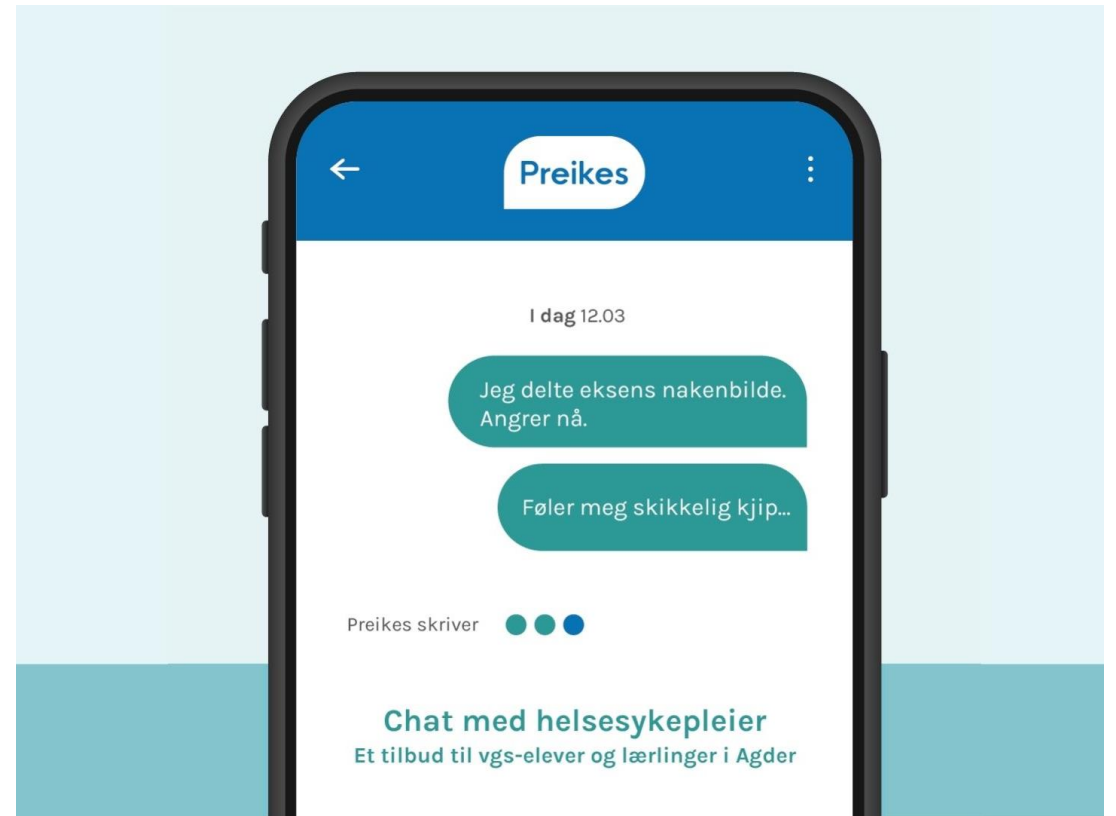 Preikes
I dag 12.03
Jeg delte eksens nakenbilde.
Angrer nå.
Føler meg skikkelig kjip...
Preikes skriver
Chat med helsesykepleier
Et tilbud til vgs-elever og lærlinger i Agder